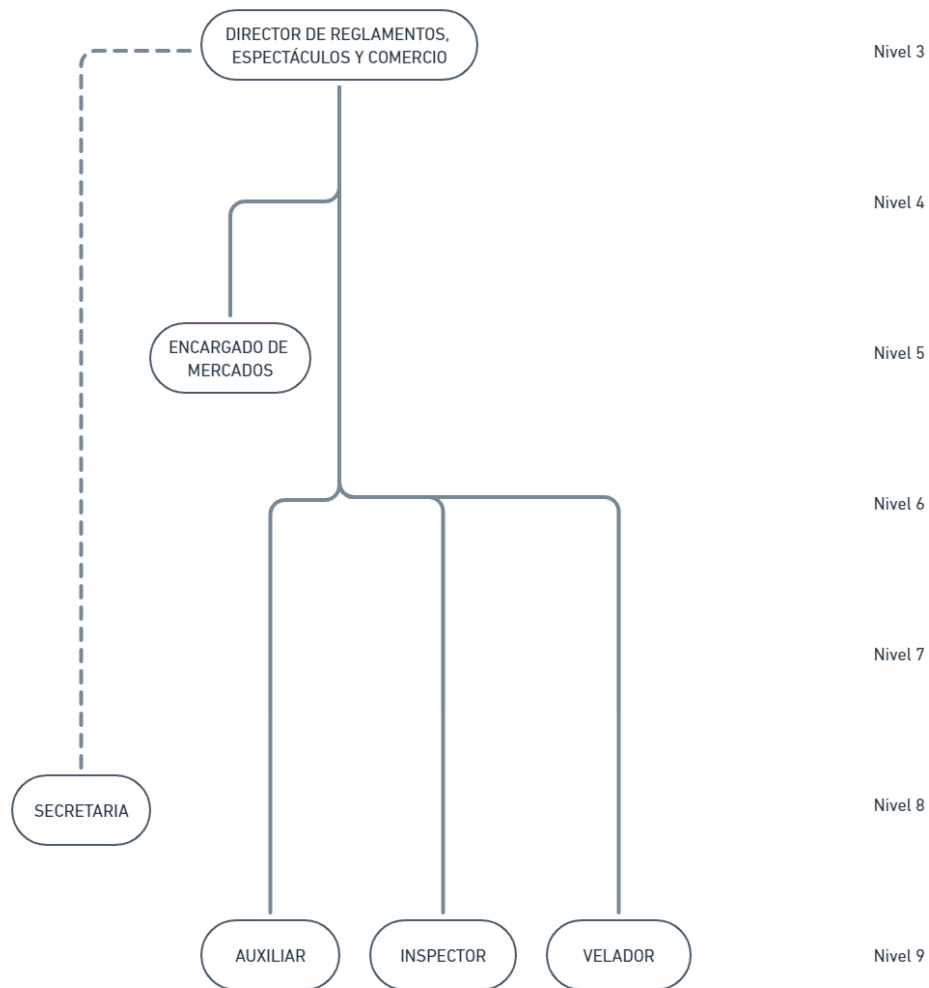 DIRECTOR DE REGLAMENTOS,
ESPECTÁCULOS Y COMERCIO
Nivel 3
Nivel 4
ENCARGADO DE
MERCADOS
Nivel 5
Nivel 6
Nivel 7
SECRETARIA
Nivel 8
AUXILIAR
INSPECTOR
VELADOR
Nivel 9